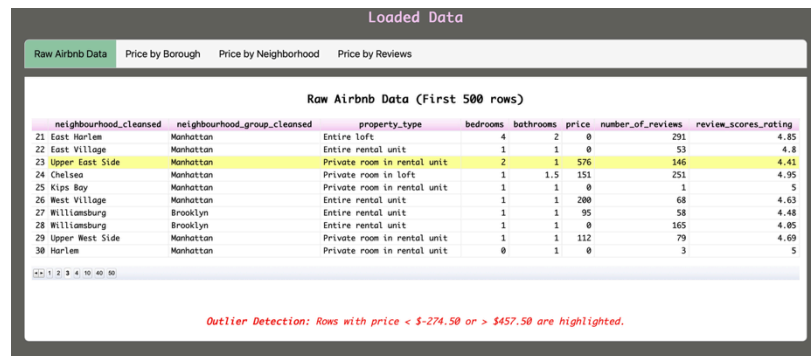 Loaded Data
Raw Airbnb Data Price by Borough Price by Neighborhood Price by Reviews
Raw Airbnb Data (First 500 rows)
neighbourhood_cleansed neighbourhood_group_cleansed property_type bedrooms bathrooms price number_of_reviews review_scores_rating
21 East Harlem Manhattan Entire loft 4 2 0 291 4.85
22 East Village Manhattan Entire rental unit 1 1 0 53 4.8
23 Upper East Side Manhattan Private room in rental unit 2 1 576 146 4.41
24 Chelsea Manhattan Private room in loft 1 1.5 151 251 4.95
25 Kips Bay Manhattan Private room in rental unit 1 1 0 1 5
26 West Village Manhattan Entire rental unit 1 1 200 68 4.63
27 Williamsburg Brooklyn Entire rental unit 1 1 95 58 4.48
28 Williamsburg Brooklyn Entire rental unit 1 1 0 165 4.05
29 Upper West Side Manhattan Private room in rental unit 1 1 112 79 4.69
30 Harlem Manhattan Private room in rental unit 0 1 0 3 5
1 2 3 4 10 40 50
Outlier Detection: Rows with price < $-274.50 or > $457.50 are highlighted.